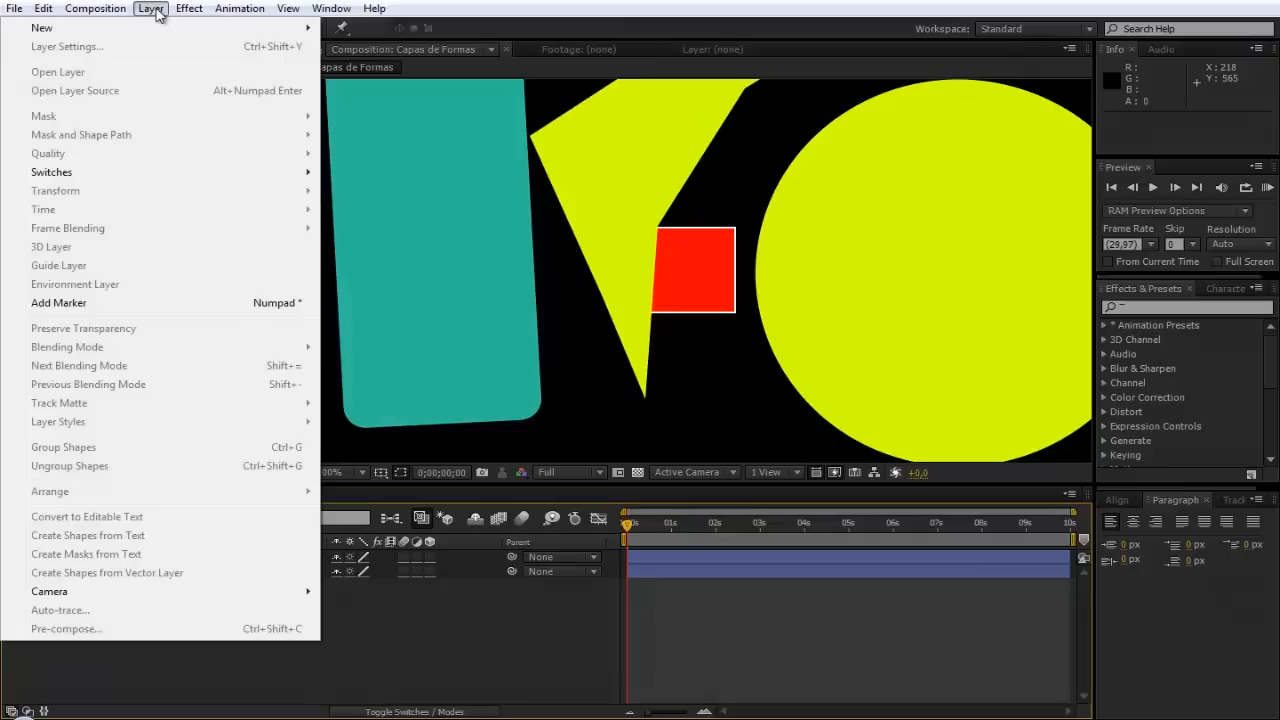 File Edit Composition Layer Effect Animation View Window Help
Workspace: Standard Search Help
New
Layer Settings... Ctrl+Shift+Y
Open Layer
Open Layer Source Alt+Numpad Enter
Mask
Mask and Shape Path
Quality
Switches
Transform
Time
Frame Blending
3D Layer
Guide Layer
Environment Layer
Add Marker Numpad *
Preserve Transparency
Blending Mode
Next Blending Mode Shift+=
Previous Blending Mode Shift+-
Track Matte
Layer Styles
Group Shapes Ctrl+G
Ungroup Shapes Ctrl+Shift+G
Arrange
Convert to Editable Text
Create Shapes from Text
Create Masks from Text
Create Shapes from Vector Layer
Camera
Auto-trace...
Pre-compose... Ctrl+Shift+C
Composition: Capas de Formas Footage: (none) Layer: (none)
apas de Formas
00% 0;00;00;00 Full Active Camera 1 View +0,0
Info Audio
R: X: 218
G: Y: 565
B:
A: 0
Preview
RAM Preview Options
Frame Rate Skip Resolution
(29,97) 0 Auto
From Current Time Full Screen
Effects & Presets Characte
* Animation Presets
3D Channel
Audio
Blur & Sharpen
Channel
Color Correction
Distort
Expression Controls
Generate
Keying
Align Paragraph Track
0 px 0 px 0 px
0 px 0 px
00s 01s 02s 03s 04s 05s 06s 07s 08s 09s 10s
fx Parent
None
None
Toggle Switches / Modes